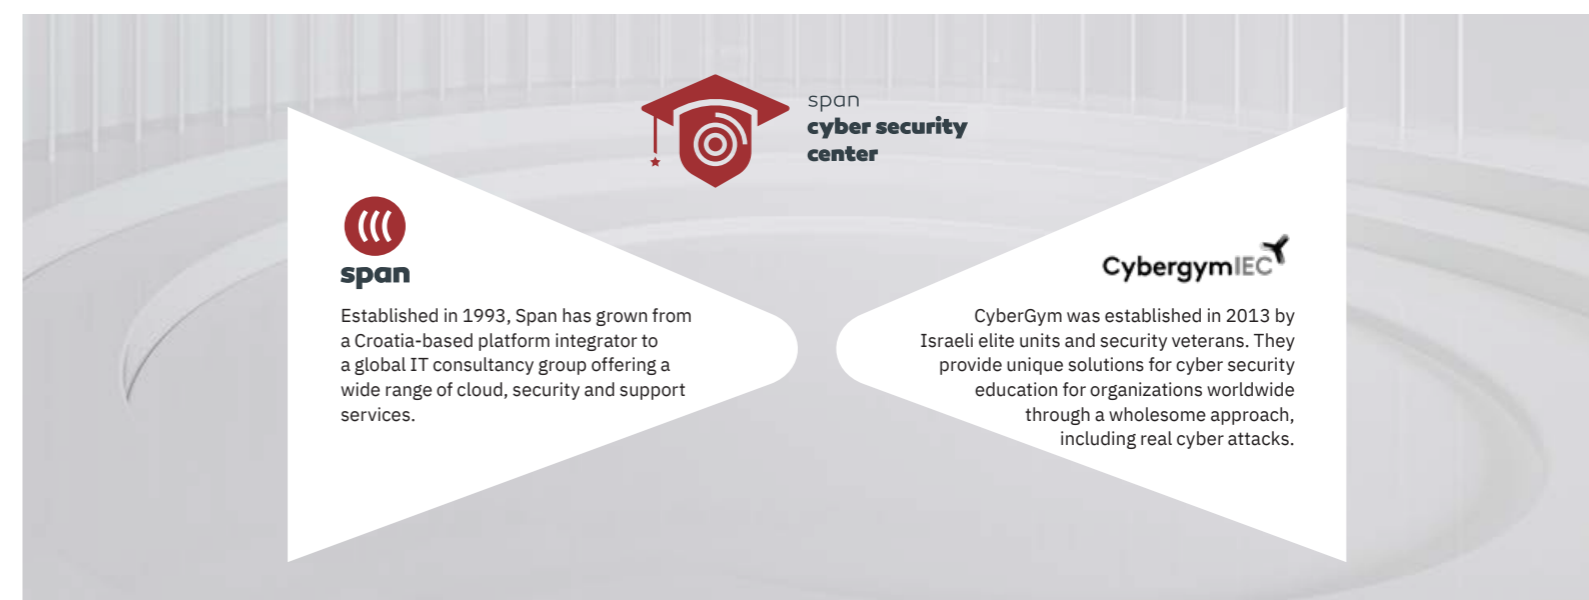 span
cyber security
center
span
Established in 1993, Span has grown from
a Croatia-based platform integrator to
a global IT consultancy group offering a
wide range of cloud, security and support
services.
CybergymIEC
CyberGym was established in 2013 by
Israeli elite units and security veterans. They
provide unique solutions for cyber security
education for organizations worldwide
through a wholesome approach,
including real cyber attacks.